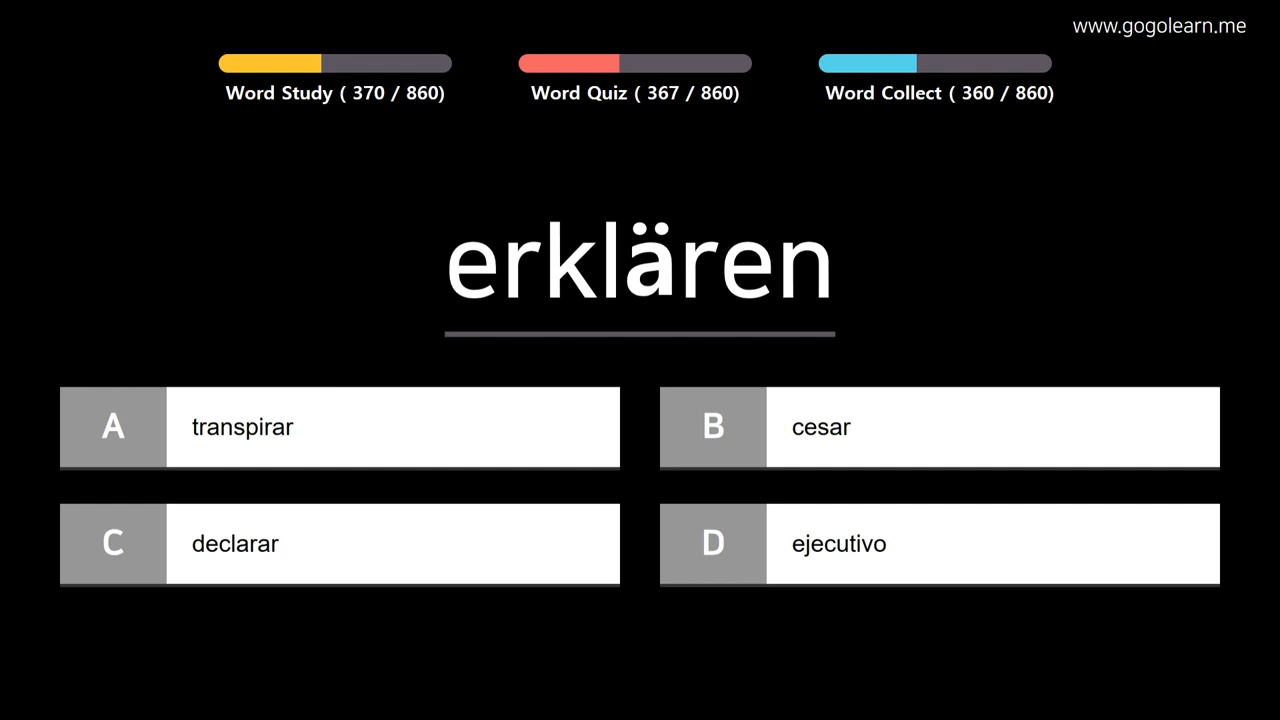 www.gogolearn.me
Word Study ( 370 / 860)
Word Quiz ( 367 / 860)
Word Collect ( 360 / 860)
erklären
A transpirar
B cesar
C declarar
D ejecutivo